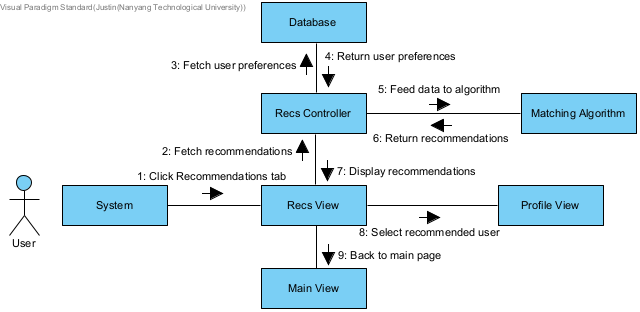 Visual Paradigm Standard(Justin(Nanyang Technological University))
Database
3: Fetch user preferences
4: Return user preferences
5: Feed data to algorithm
Recs Controller
Matching Algorithm
6: Return recommendations
2: Fetch recommendations
7: Display recommendations
1: Click Recommendations tab
System
Recs View
Profile View
8: Select recommended user
User
9: Back to main page
Main View